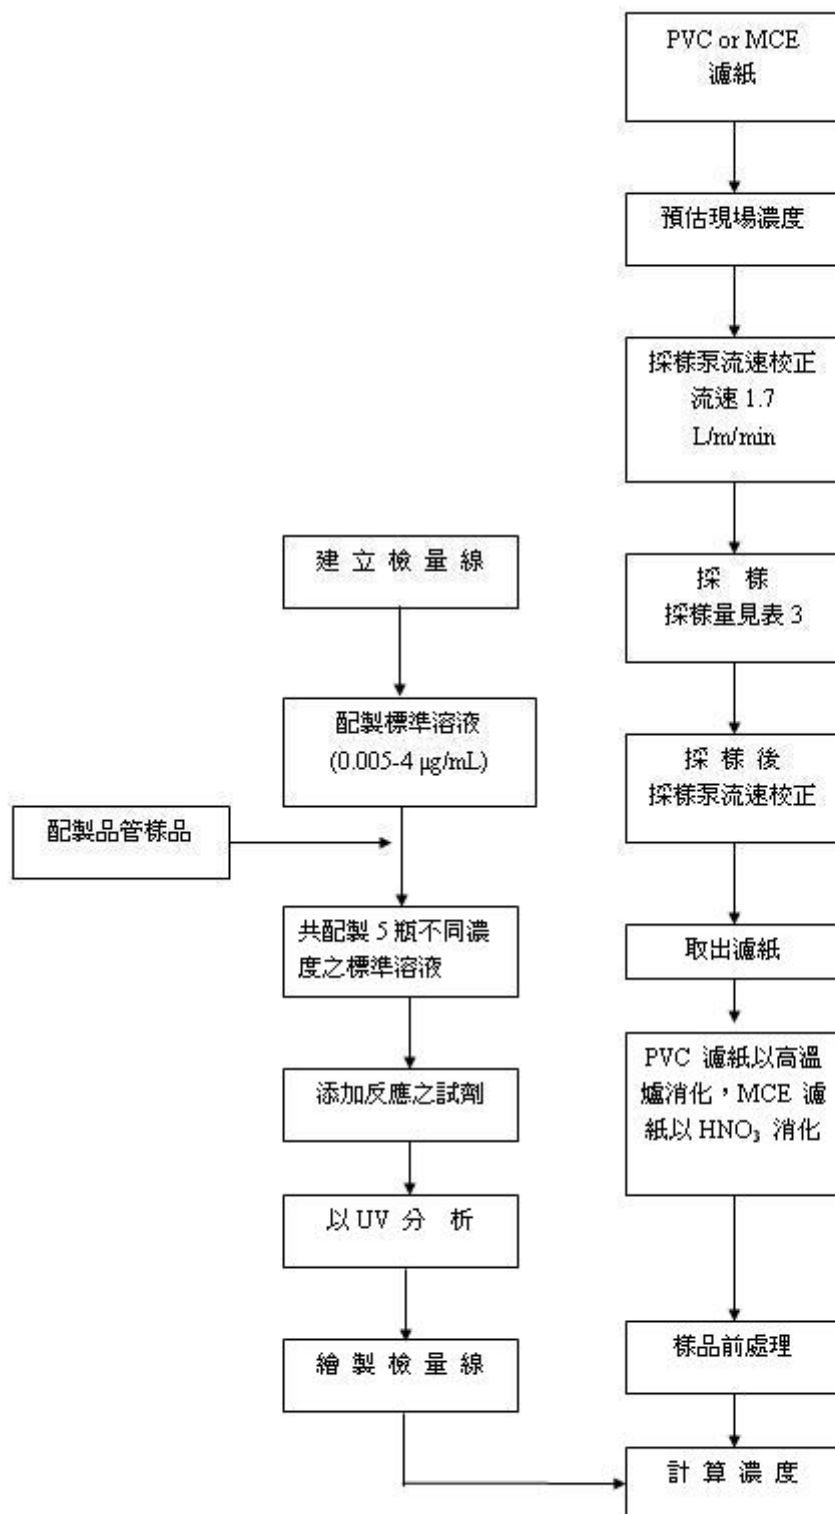 PVC or MCE
濾紙
預估現場濃度
採樣泵流速校正
流速 1.7
L/m/min
採 樣
採樣量見表 3
採 樣 後
採樣泵流速校正
取出濾紙
PVC 濾紙以高溫
爐消化，MCE 濾
紙以 HNO₃ 消化
樣品前處理
計 算 濃 度
建 立 檢 量 線
配製標準溶液
(0.005-4 μg/mL)
配製品管樣品
共配製 5 瓶不同濃
度之標準溶液
添加反應之試劑
以 UV 分 析
繪 製 檢 量 線